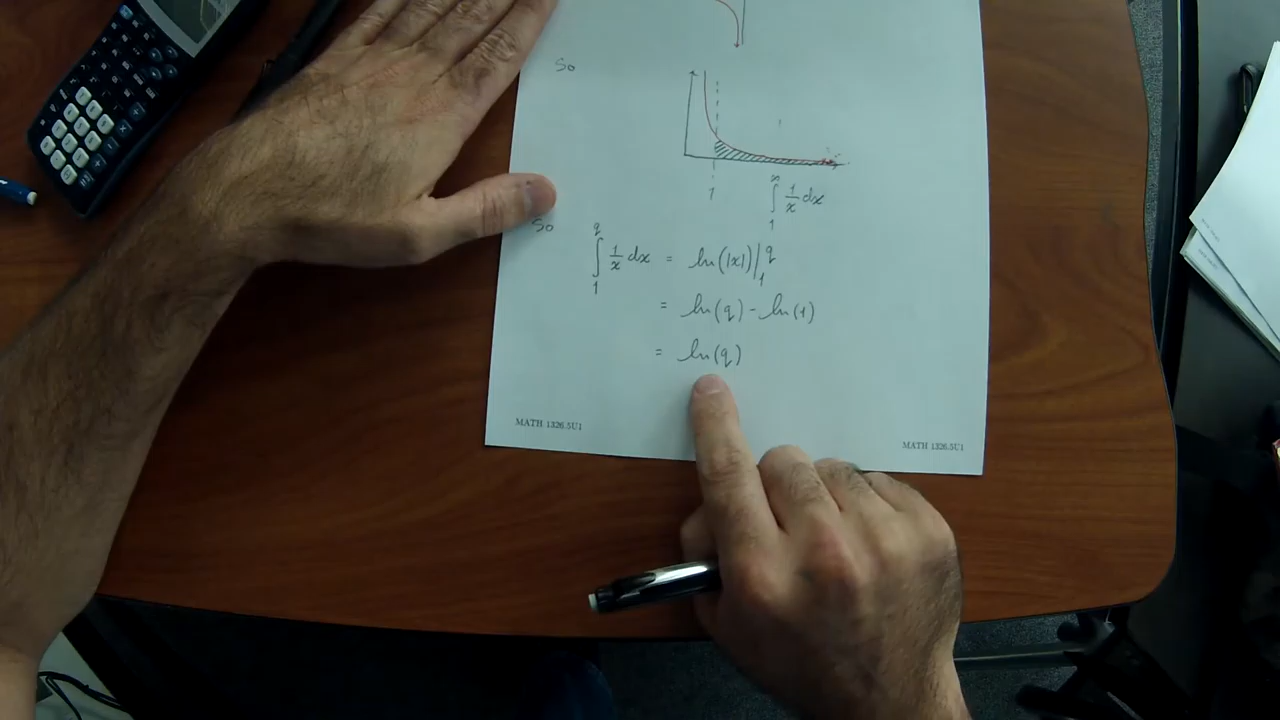 So
1
∞
∫ 1/x dx
1
So
q
∫ 1/x dx = ln(|x|)|₁^q
1
= ln(q) - ln(1)
= ln(q)
MATH 1326.5U1 MATH 1326.5U1